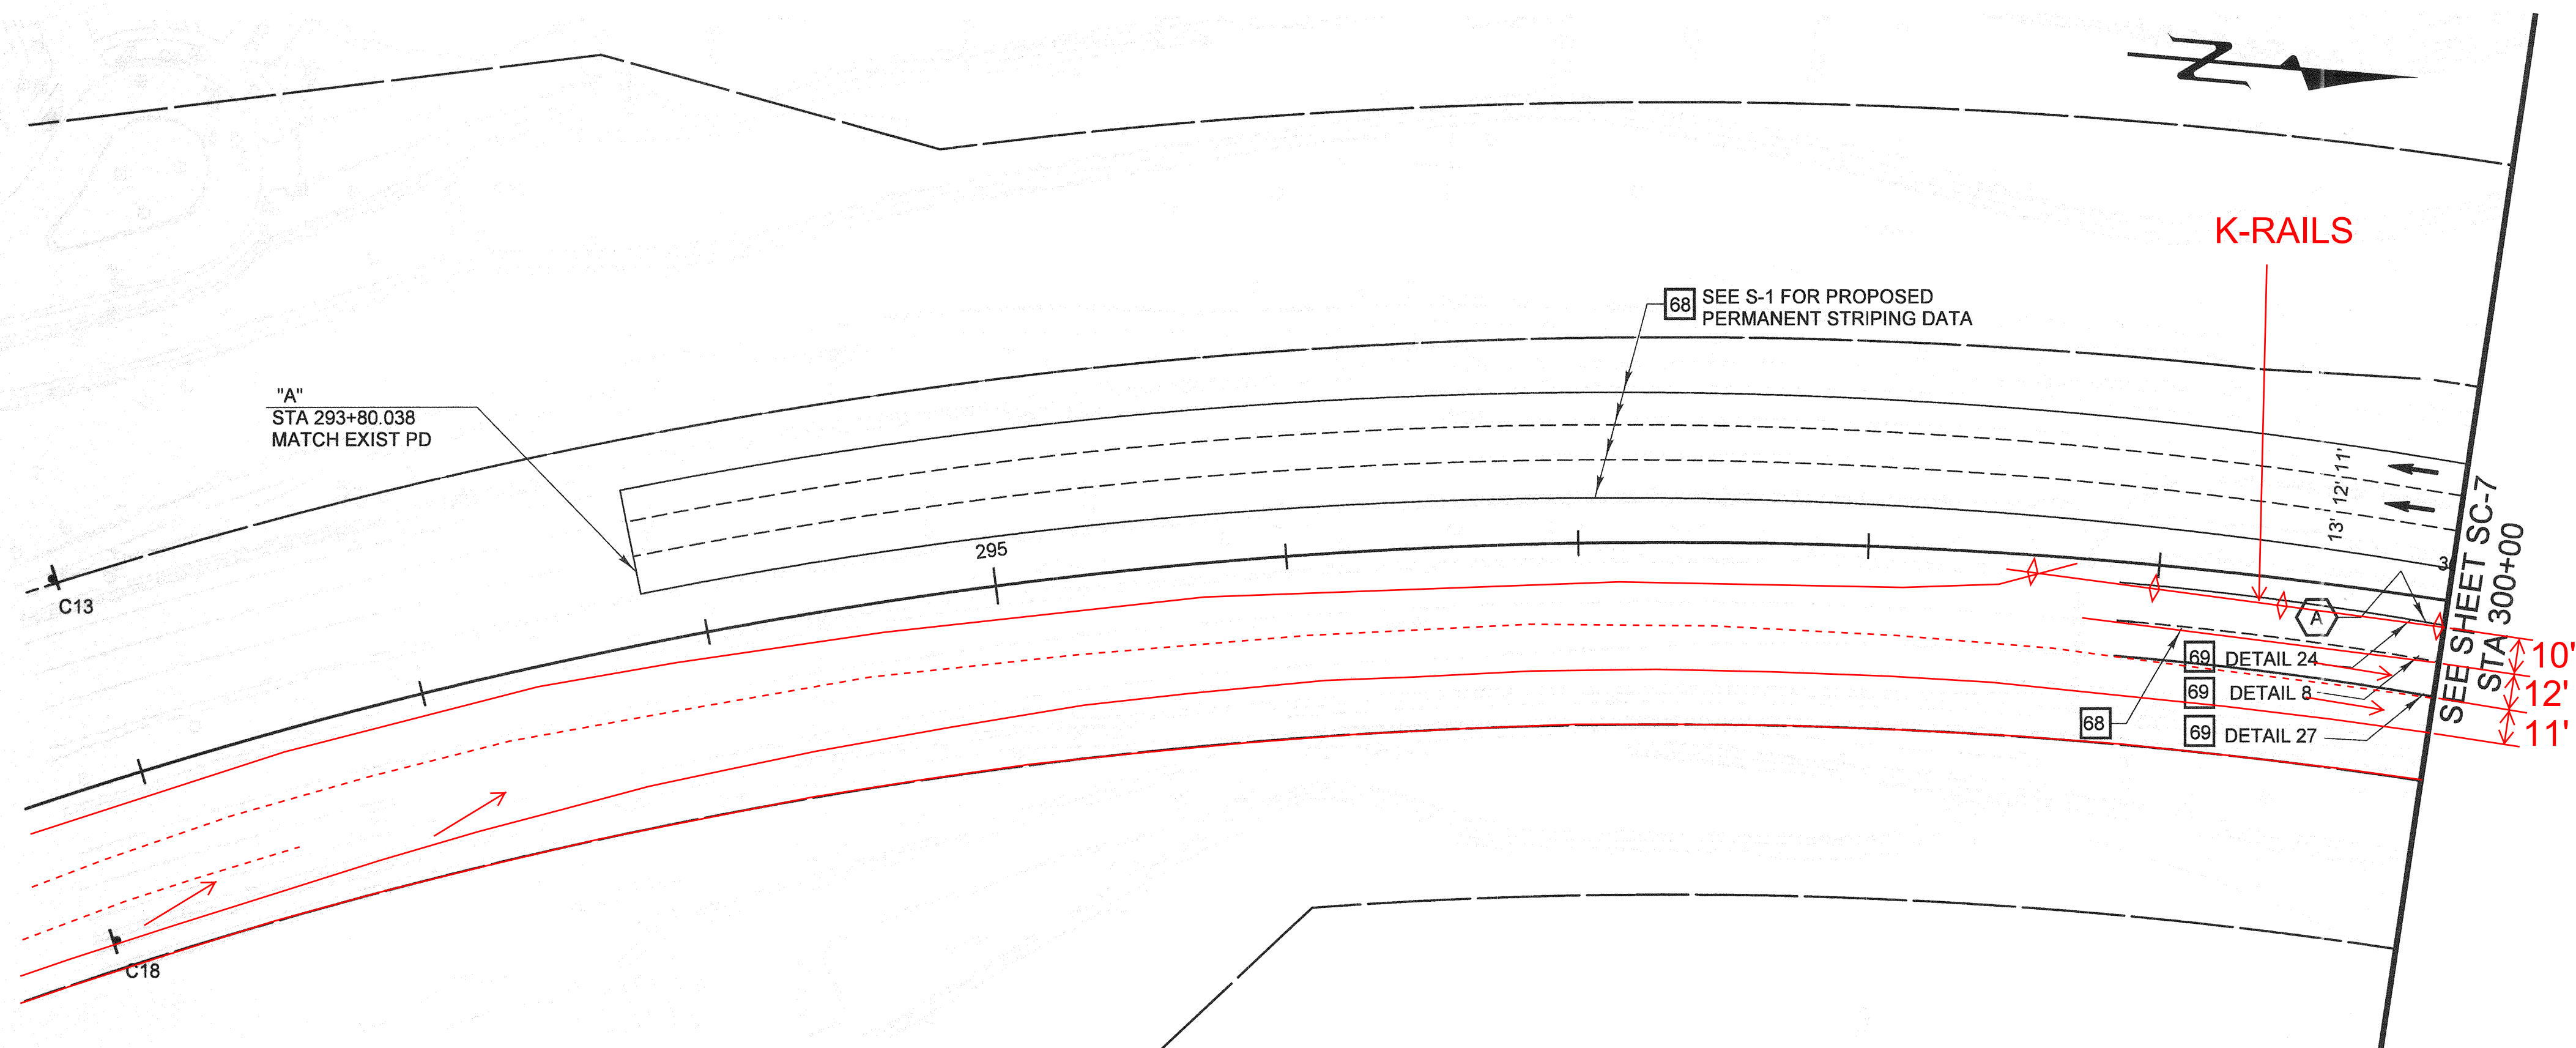 N
K-RAILS
68 SEE S-1 FOR PROPOSED
PERMANENT STRIPING DATA
"A"
STA 293+80.038
MATCH EXIST PD
13' 12' 11'
295
C13
3
A
SEE SHEET SC-7
STA 300+00
69 DETAIL 24
10'
69 DETAIL 8
12'
68
69 DETAIL 27
11'
C18